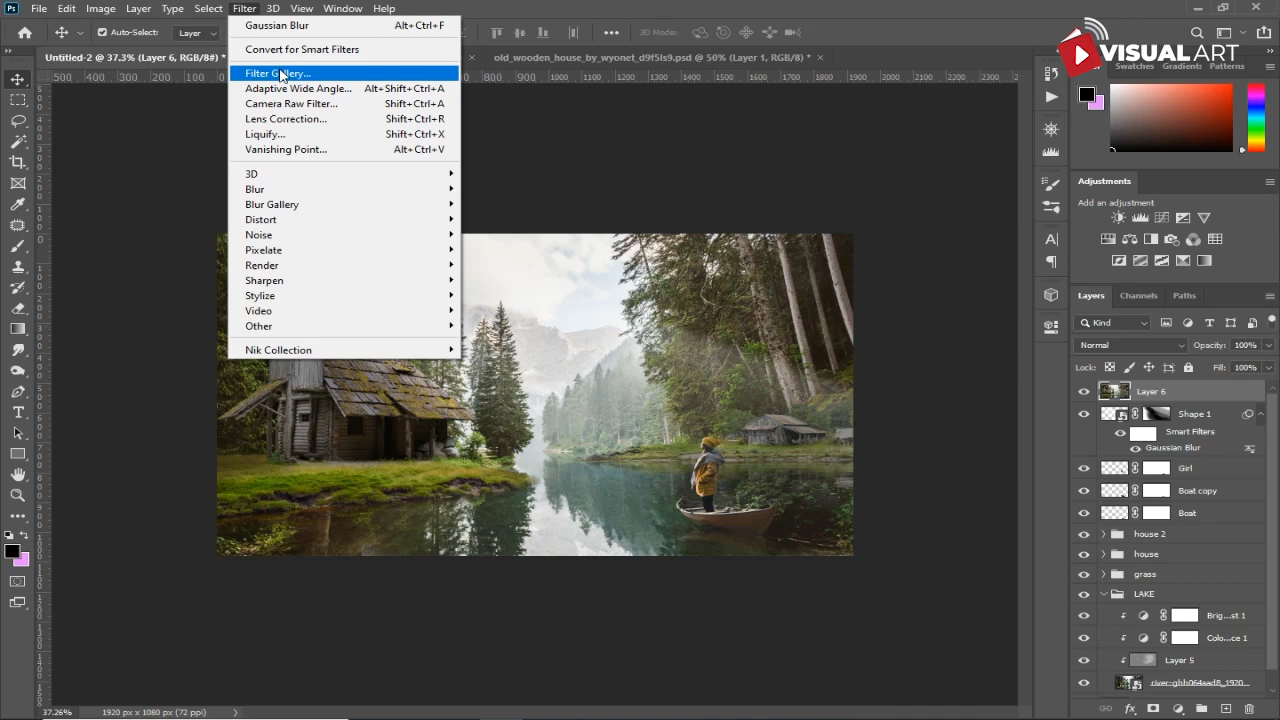 Ps File Edit Image Layer Type Select Filter 3D View Window Help
Auto-Select: Layer 3D Mode:
VISUAL ART
Untitled-2 @ 37.3% (Layer 6, RGB/8#) *
old_wooden_house_by_wyonet_d9f5ls9.psd @ 50% (Layer 1, RGB/8) *
Swatches Gradients Patterns
Gaussian Blur Alt+Ctrl+F
Convert for Smart Filters
Filter Gallery...
Adaptive Wide Angle... Alt+Shift+Ctrl+A
Camera Raw Filter... Shift+Ctrl+A
Lens Correction... Shift+Ctrl+R
Liquify... Shift+Ctrl+X
Vanishing Point... Alt+Ctrl+V
3D
Blur
Blur Gallery
Distort
Noise
Pixelate
Render
Sharpen
Stylize
Video
Other
Nik Collection
Adjustments
Add an adjustment
Layers Channels Paths
Kind
Normal Opacity: 100%
Lock: Fill: 100%
Layer 6
Shape 1
Smart Filters
Gaussian Blur
Girl
Boat copy
Boat
house 2
house
grass
LAKE
Brig...st 1
Colo...ce 1
Layer 5
37.26% 1920 px x 1080 px (72 ppi)